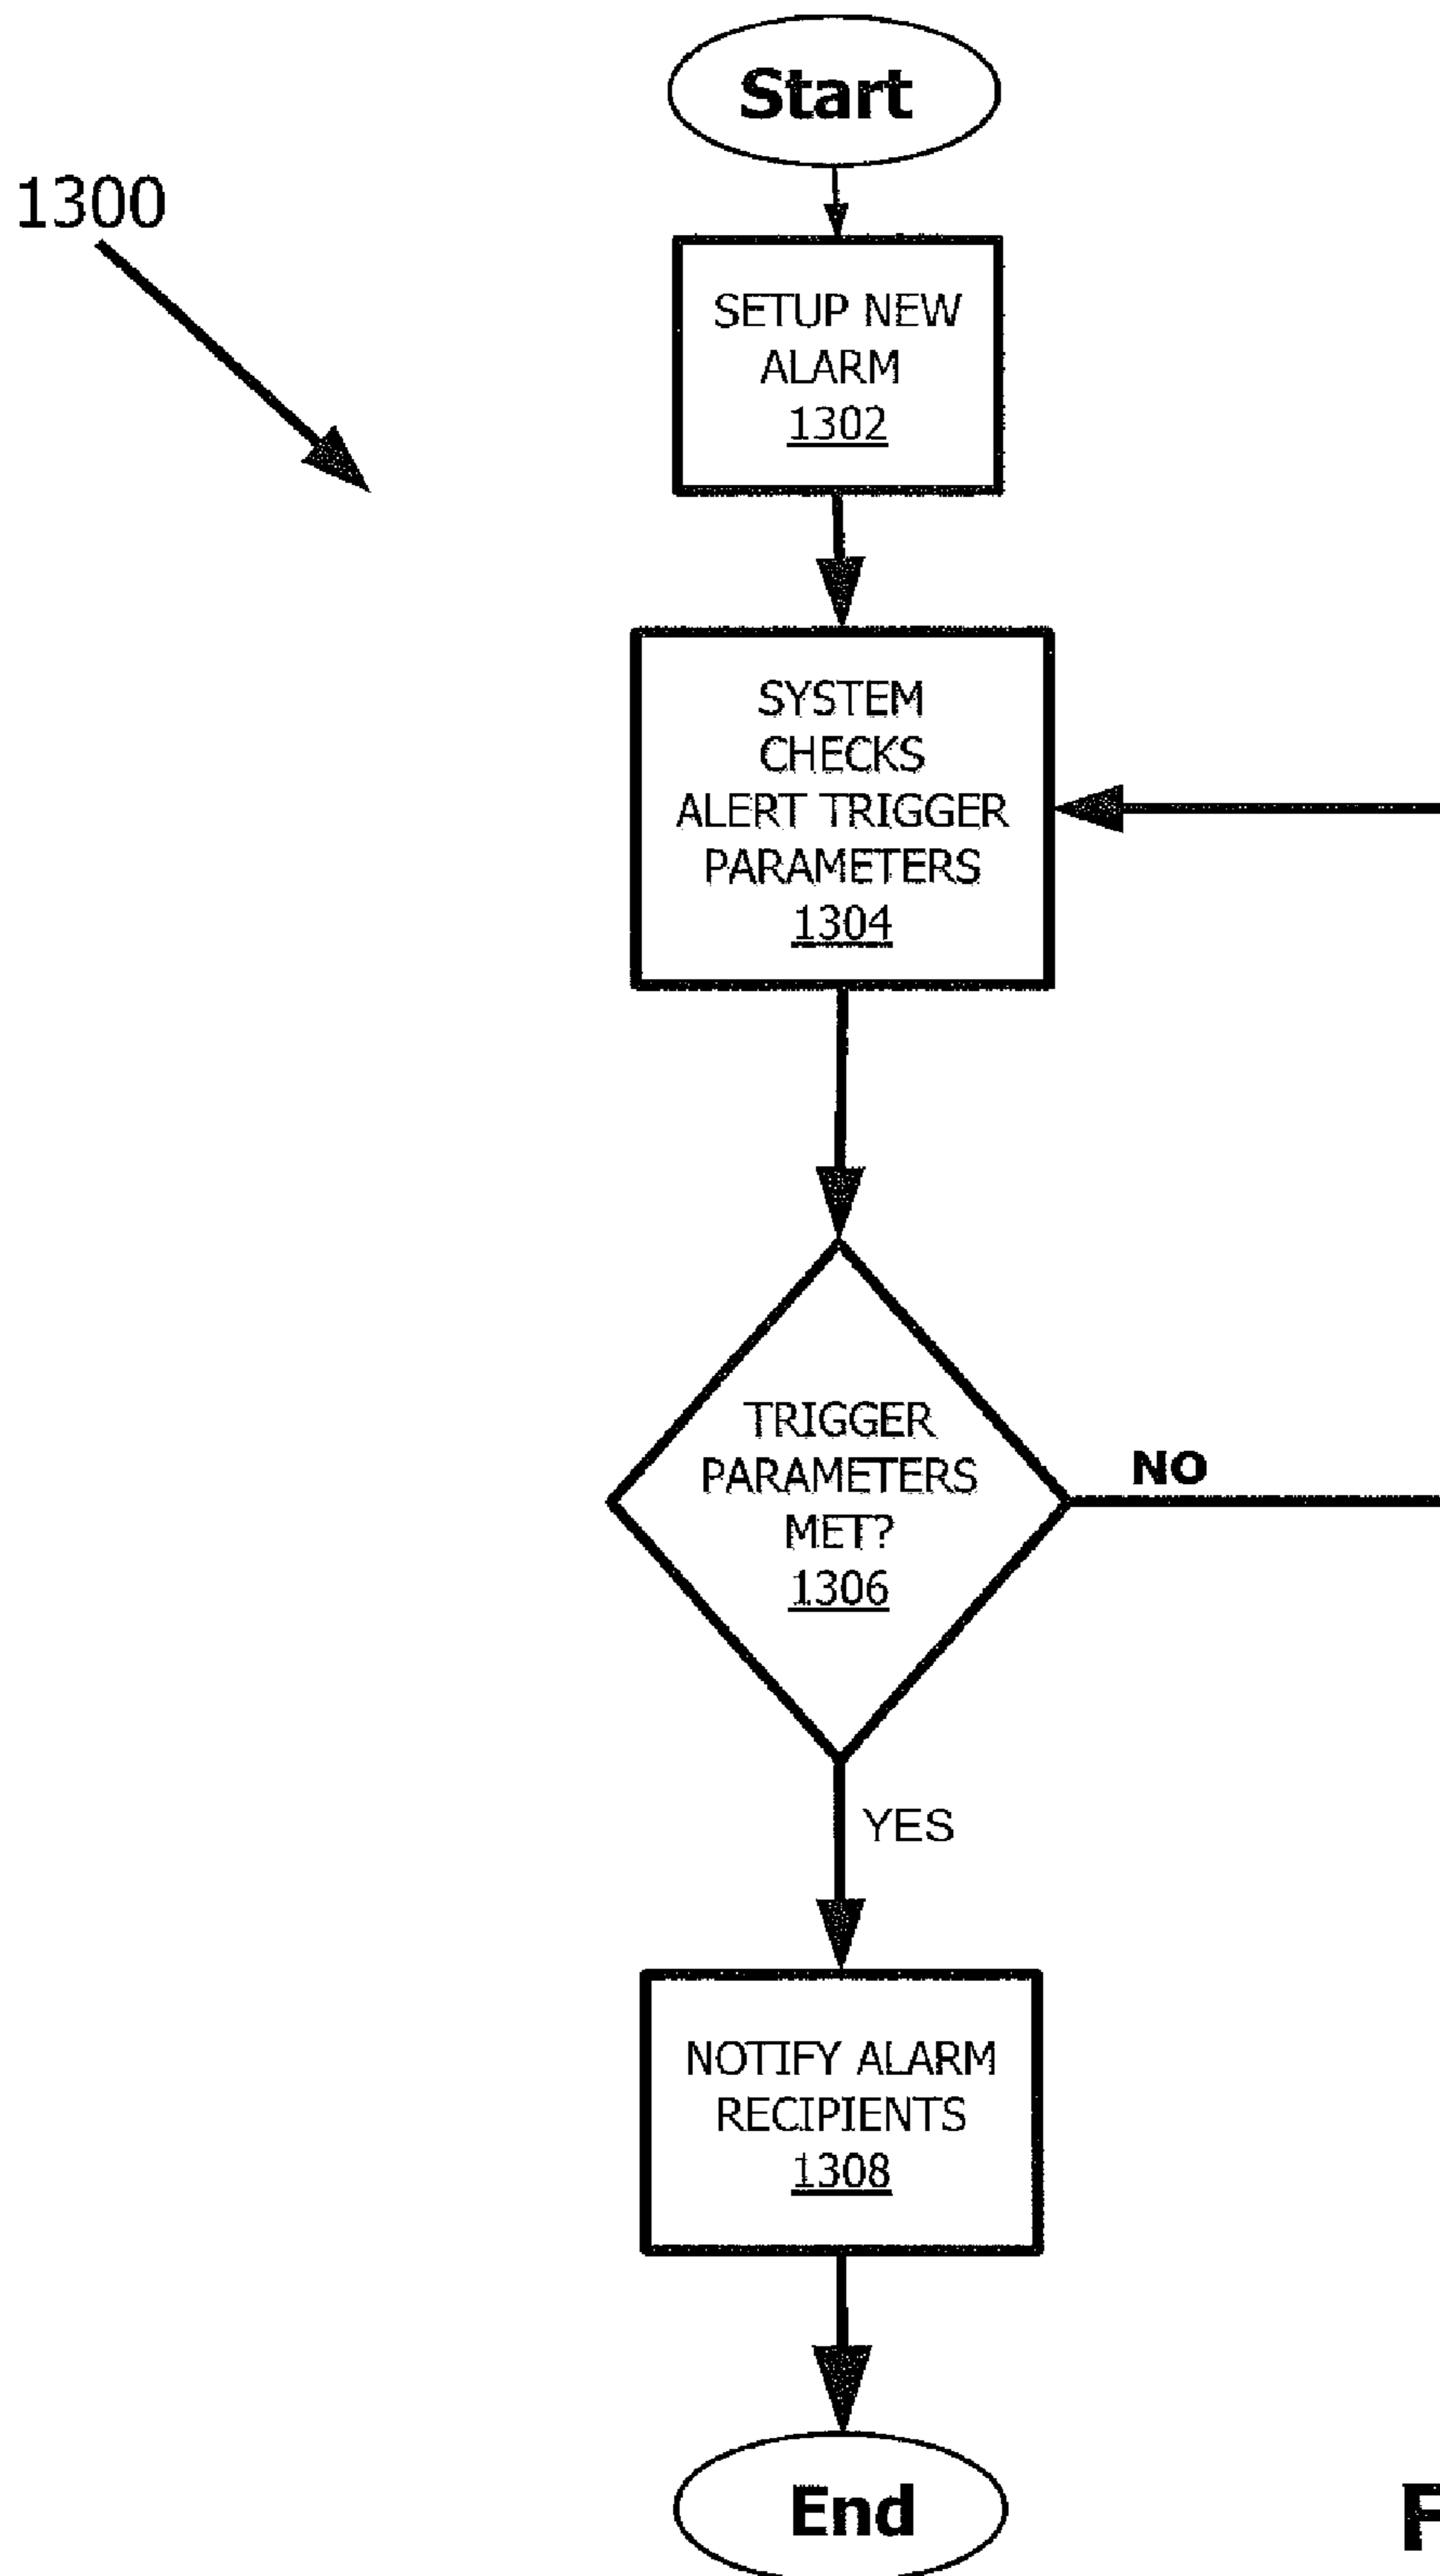 Start
1300
SETUP NEW
ALARM
1302
SYSTEM
CHECKS
ALERT TRIGGER
PARAMETERS
1304
TRIGGER
PARAMETERS
MET?
1306
NO
YES
NOTIFY ALARM
RECIPIENTS
1308
End
F